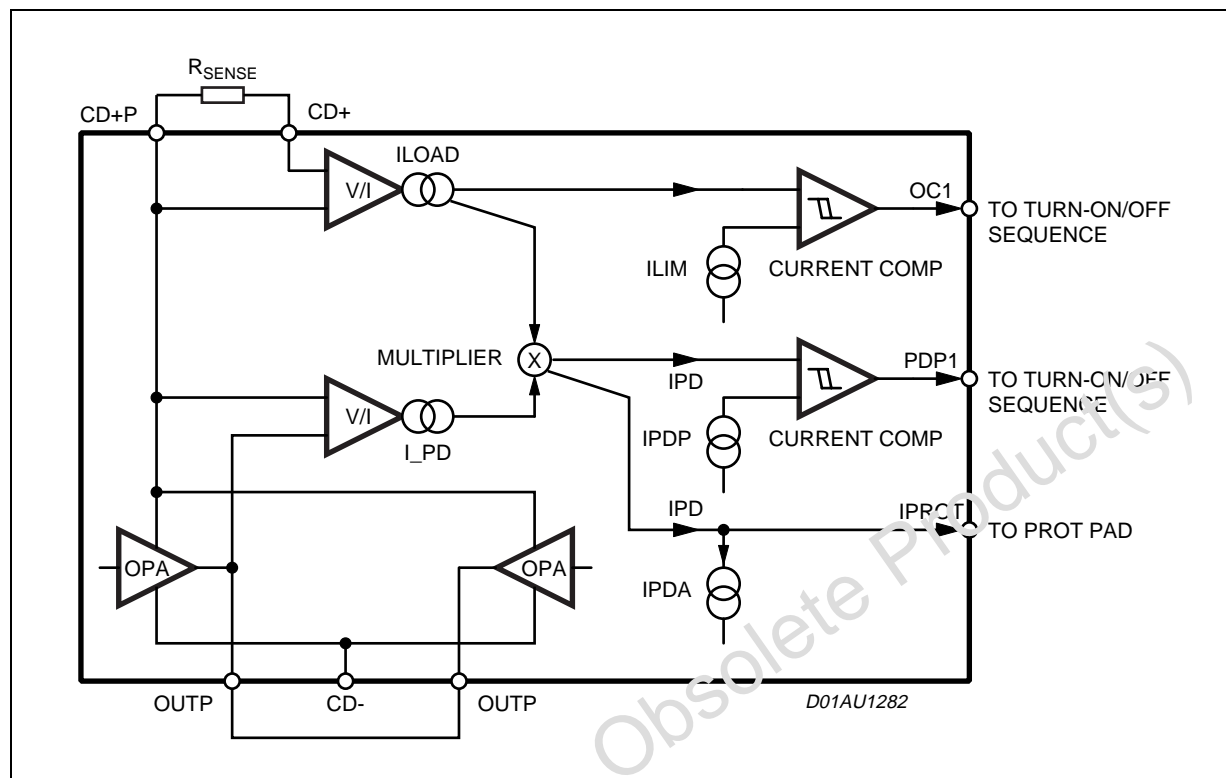 RSENSE
CD+P
CD+
ILOAD
V/I
OC1
TO TURN-ON/OFF
SEQUENCE
ILIM
CURRENT COMP
MULTIPLIER
X
IPD
PDP1
TO TURN-ON/OFF
SEQUENCE
V/I
I_PD
IPDP
CURRENT COMP
IPD
IPROT
TO PROT PAD
OPA
OPA
IPDA
OUTP
CD-
OUTP
D01AU1282
Obsolete Product(s)